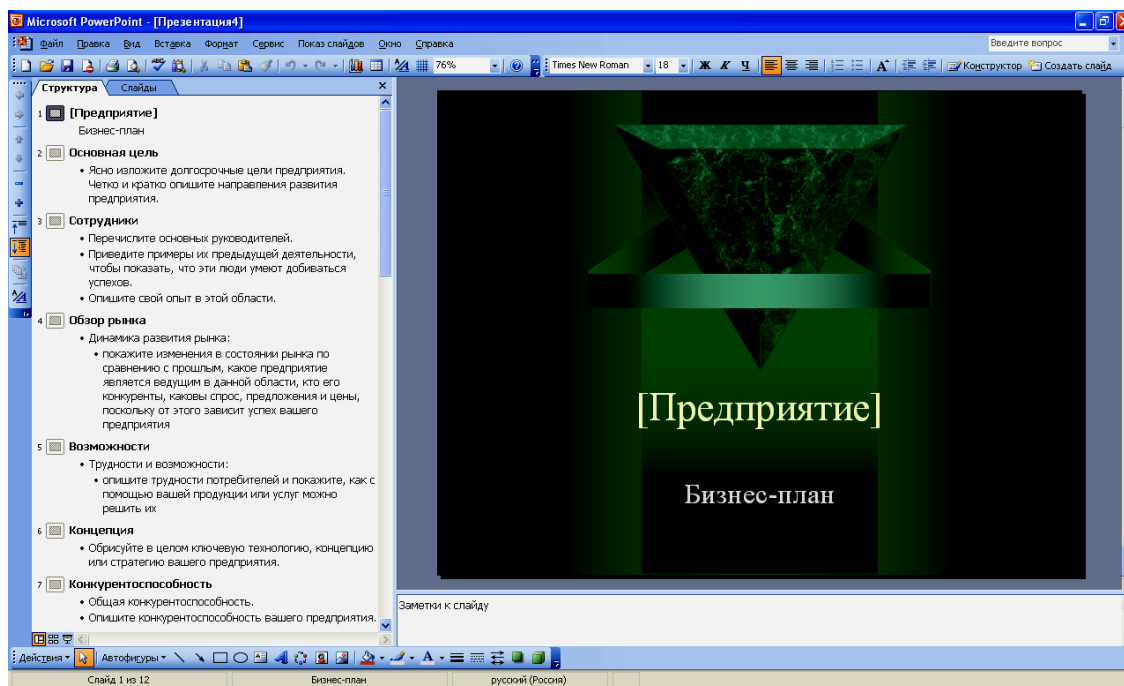 Microsoft PowerPoint - [Презентация4]
Файл Правка Вид Вставка Формат Сервис Показ слайдов Окно Справка
Введите вопрос
76%
Times New Roman
18
Ж К Ч
Конструктор Создать слайд
Структура Слайды
1 [Предприятие]
Бизнес-план
2 Основная цель
• Ясно изложите долгосрочные цели предприятия.
Четко и кратко опишите направления развития
предприятия.
3 Сотрудники
• Перечислите основных руководителей.
• Приведите примеры их предыдущей деятельности,
чтобы показать, что эти люди умеют добиваться
успехов.
• Опишите свой опыт в этой области.
4 Обзор рынка
• Динамика развития рынка:
• покажите изменения в состоянии рынка по
сравнению с прошлым, какое предприятие
является ведущим в данной области, кто его
конкуренты, каковы спрос, предложения и цены,
поскольку от этого зависит успех вашего
предприятия
5 Возможности
• Трудности и возможности:
• опишите трудности потребителей и покажите, как с
помощью вашей продукции или услуг можно
решить их
6 Концепция
• Обрисуйте в целом ключевую технологию, концепцию
или стратегию вашего предприятия.
7 Конкурентоспособность
• Общая конкурентоспособность.
• Опишите конкурентоспособность вашего предприятия.
[Предприятие]
Бизнес-план
Заметки к слайду
Действия Автофигуры
Слайд 1 из 12 Бизнес-план русский (Россия)